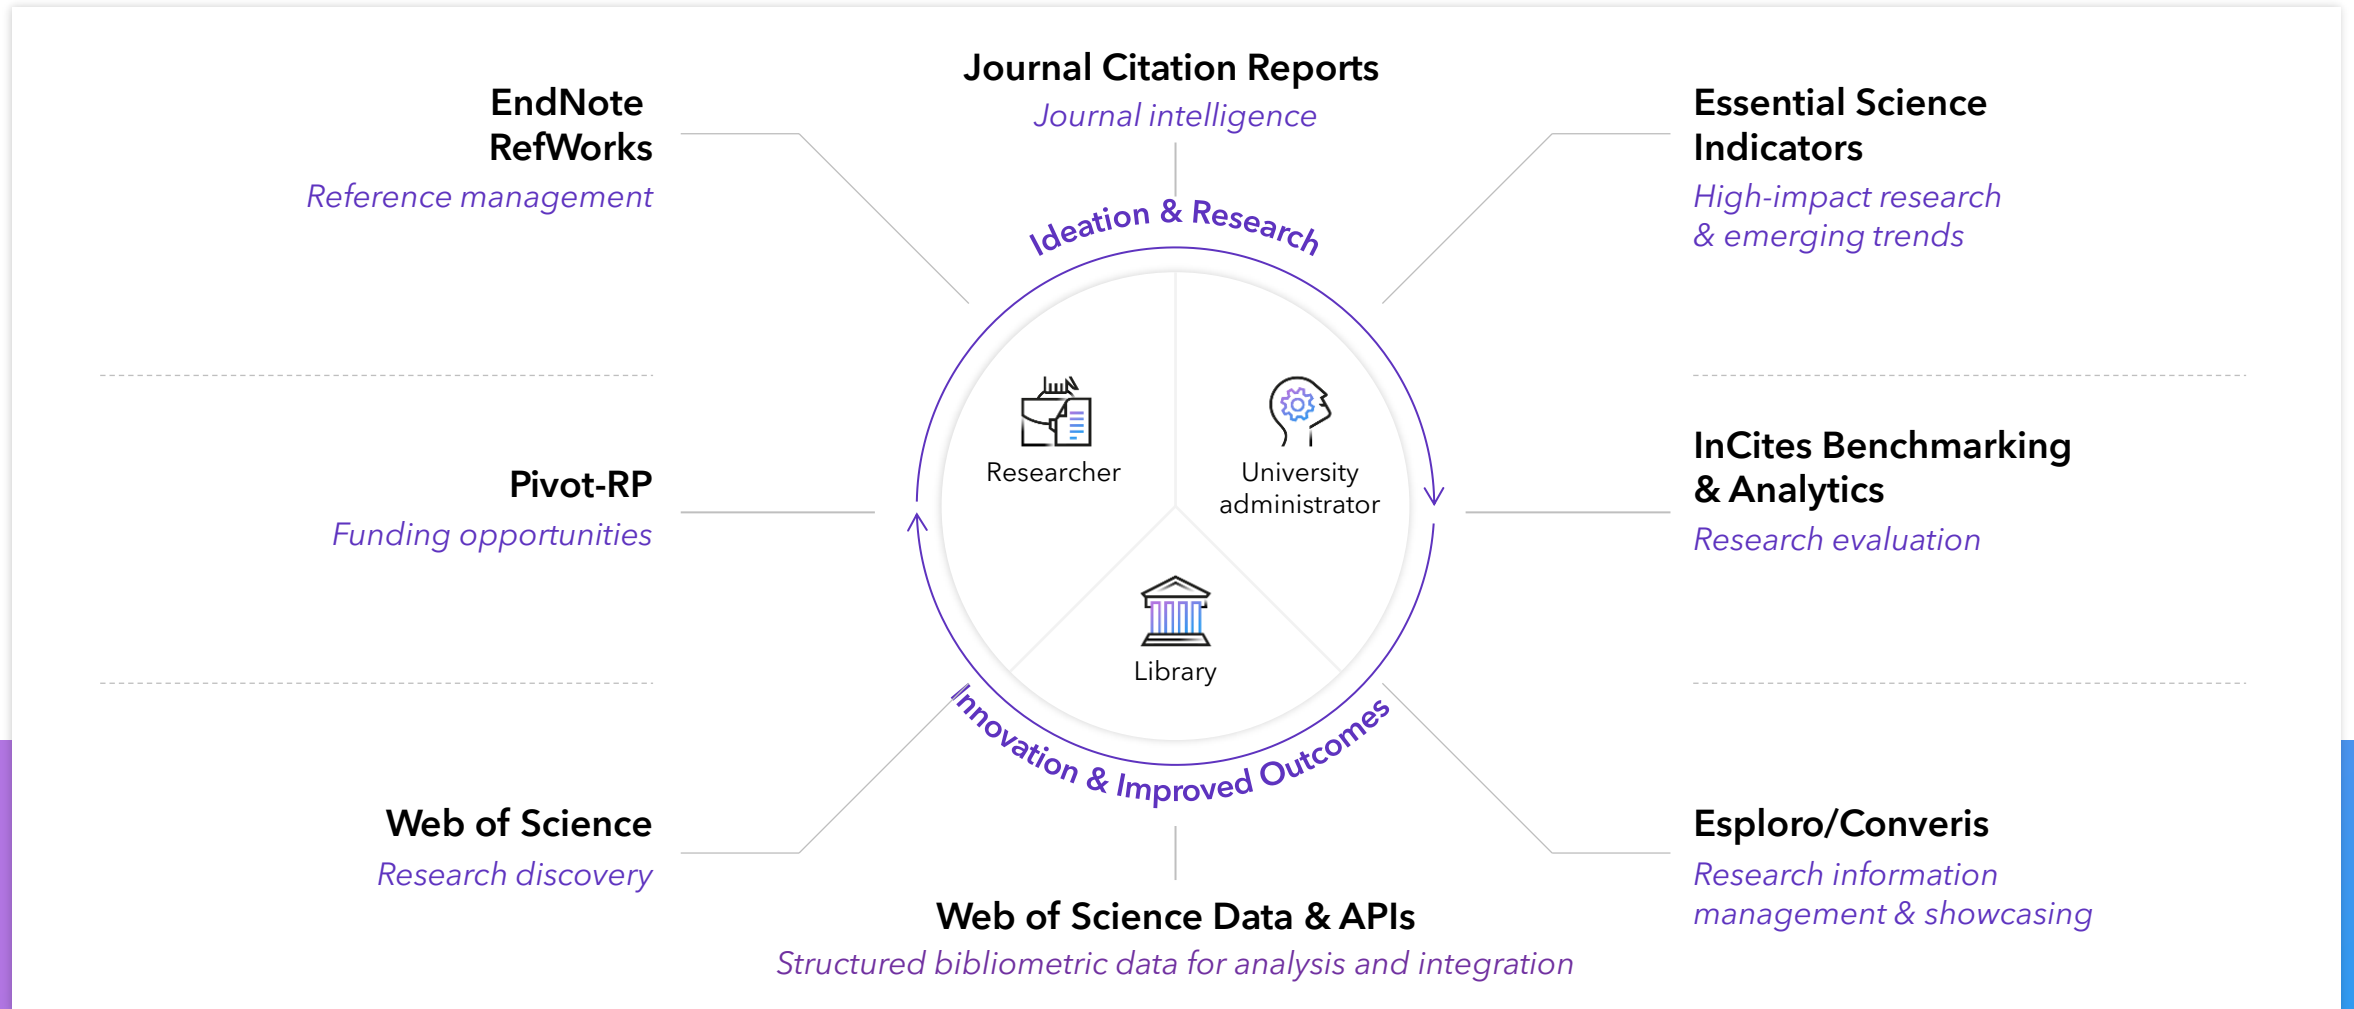 Journal Citation Reports
Journal intelligence
EndNote
RefWorks
Reference management
Essential Science
Indicators
High-impact research
& emerging trends
Ideation & Research
Researcher
University
administrator
Library
Pivot-RP
Funding opportunities
InCites Benchmarking
& Analytics
Research evaluation
Innovation & Improved Outcomes
Web of Science
Research discovery
Esploro/Converis
Research information
management & showcasing
Web of Science Data & APIs
Structured bibliometric data for analysis and integration